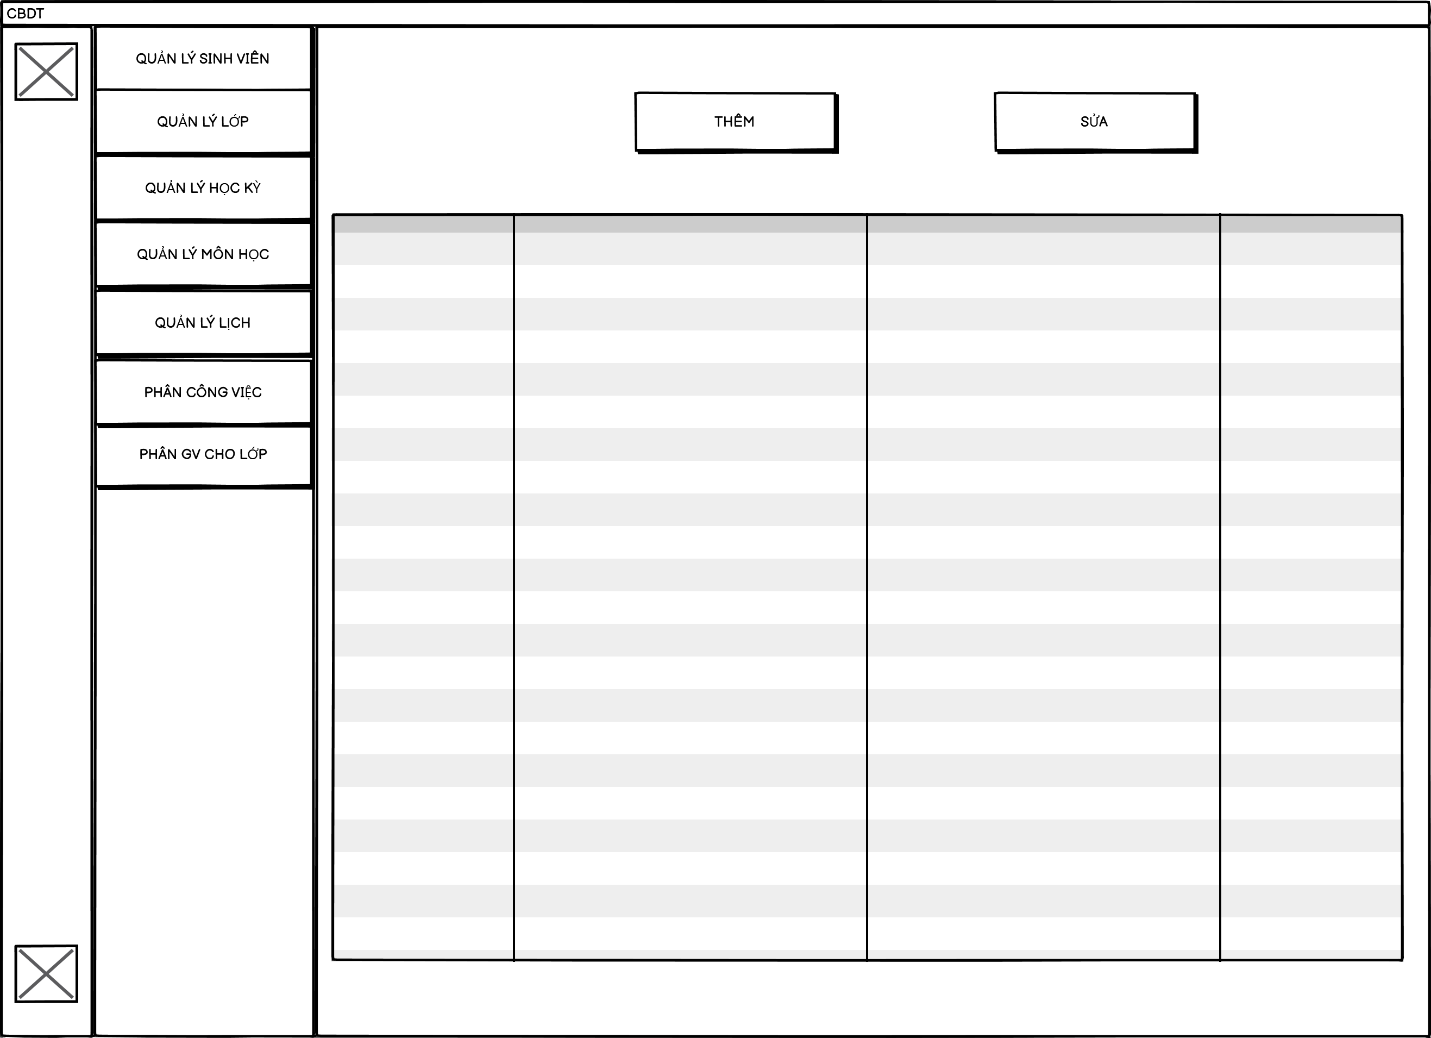 CBDT
QUẢN LÝ SINH VIÊN
QUẢN LÝ LỚP
QUẢN LÝ HỌC KỲ
QUẢN LÝ MÔN HỌC
QUẢN LÝ LỊCH
PHÂN CÔNG VIỆC
PHÂN GV CHO LỚP
THÊM
SỬA